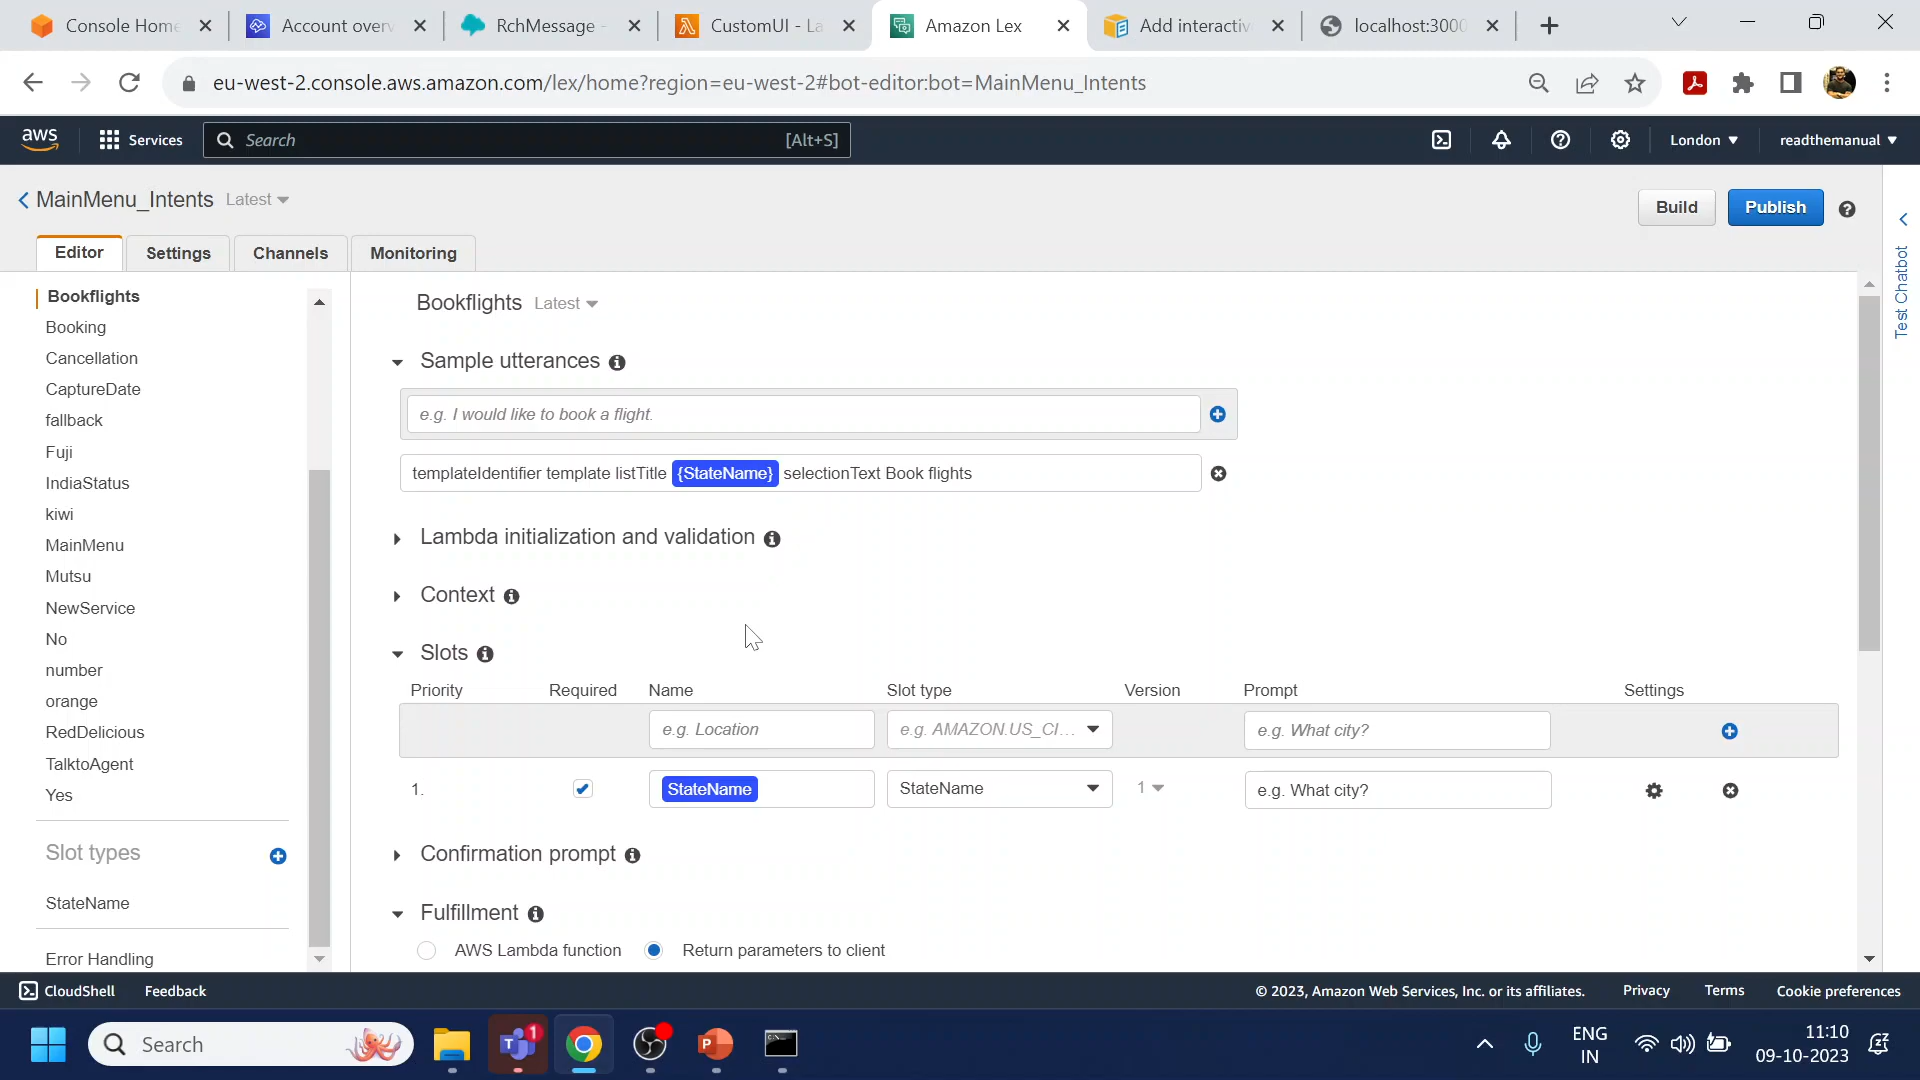 Console Home
Account overv
RchMessage -
CustomUI - La
Amazon Lex
Add interactiv
localhost:3000
eu-west-2.console.aws.amazon.com/lex/home?region=eu-west-2#bot-editor:bot=MainMenu_Intents
aws
Services
Search
[Alt+S]
London
readthemanual
MainMenu_Intents
Latest
Build
Publish
Editor
Settings
Channels
Monitoring
Test Chatbot
Bookflights
Booking
Cancellation
CaptureDate
fallback
Fuji
IndiaStatus
kiwi
MainMenu
Mutsu
NewService
No
number
orange
RedDelicious
TalktoAgent
Yes
Slot types
StateName
Error Handling
Bookflights Latest
Sample utterances
e.g. I would like to book a flight.
templateIdentifier template listTitle {StateName} selectionText Book flights
Lambda initialization and validation
Context
Slots
Priority Required Name Slot type Version Prompt Settings
e.g. Location e.g. AMAZON.US_CI... e.g. What city?
1. StateName StateName 1 e.g. What city?
Confirmation prompt
Fulfillment
AWS Lambda function Return parameters to client
CloudShell Feedback © 2023, Amazon Web Services, Inc. or its affiliates. Privacy Terms Cookie preferences
Search
1
ENG
IN
11:10
09-10-2023